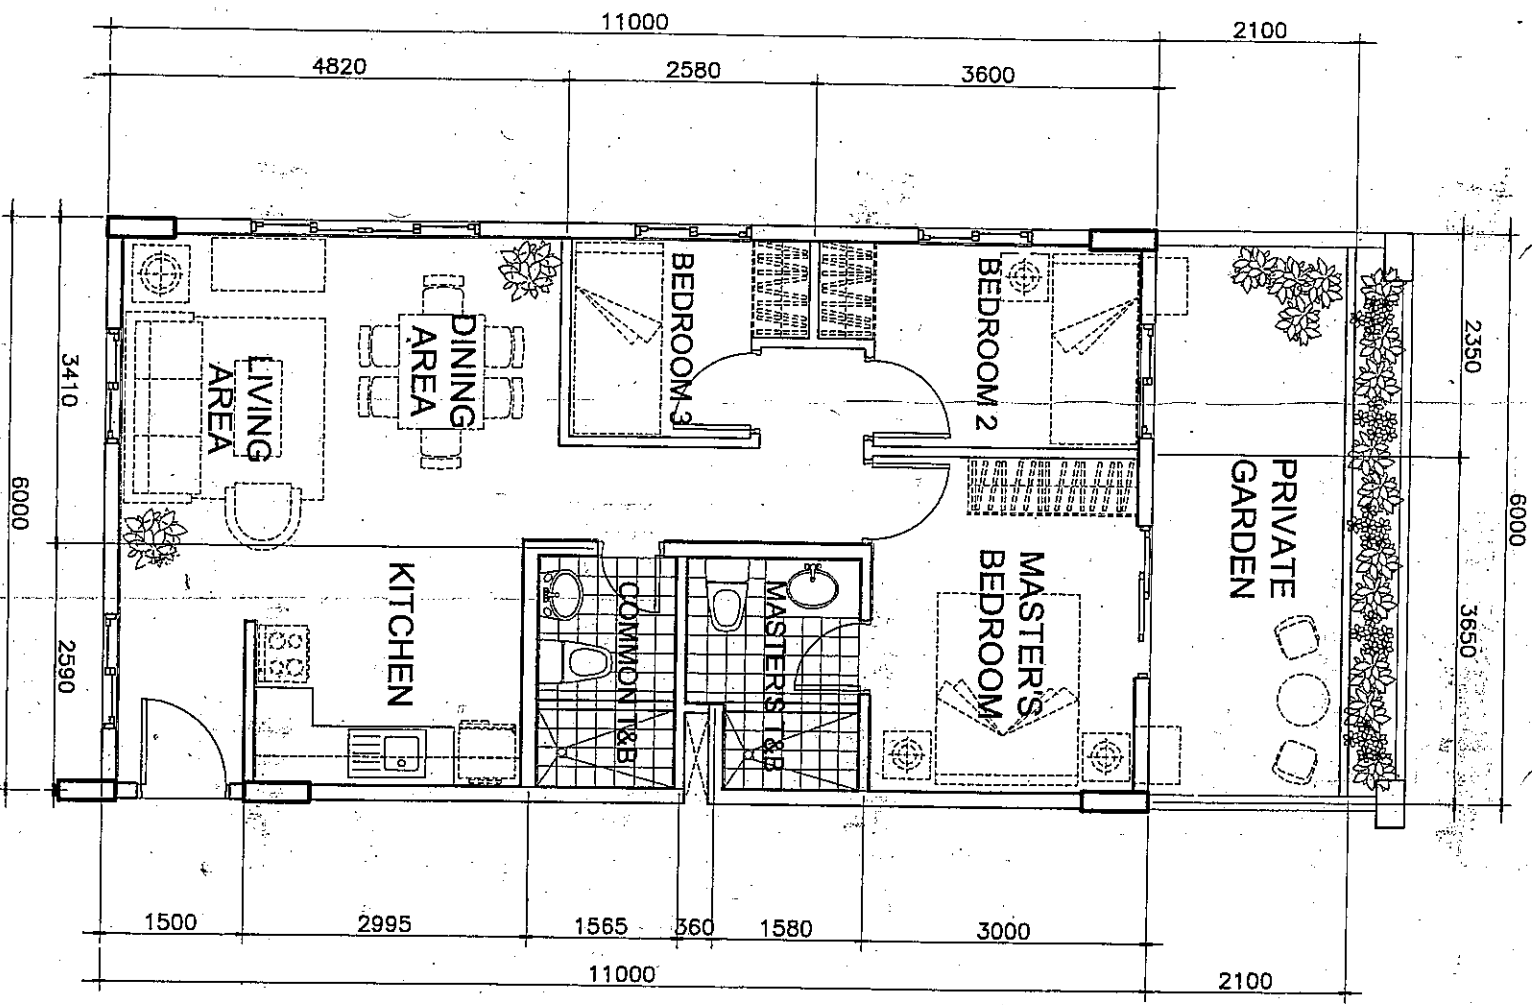 11000
2100
4820
2580
3600
3410
2590
6000
2350
3650
6000
BEDROOM 3
BEDROOM 2
DINING
AREA
LIVING
AREA
PRIVATE
GARDEN
KITCHEN
COMMON T&B
MASTER'S T&B
MASTER'S
BEDROOM
1500
2995
1565
360
1580
3000
11000
2100